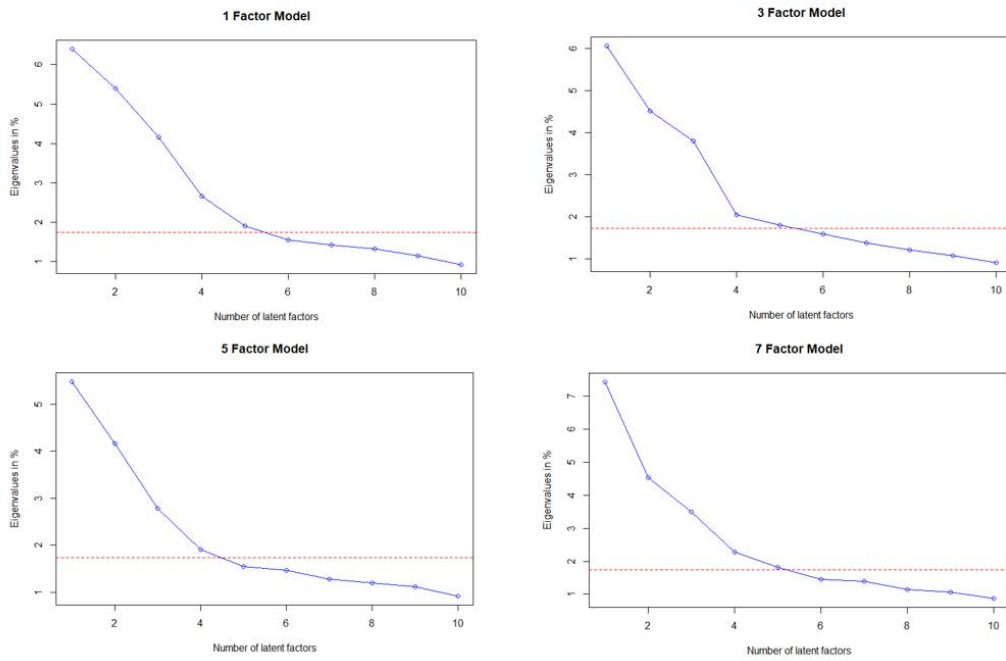 1 Factor Model
Eigenvalues in %
6
5
4
3
2
1
2 4 6 8 10
Number of latent factors
3 Factor Model
Eigenvalues in %
6
5
4
3
2
1
2 4 6 8 10
Number of latent factors
5 Factor Model
Eigenvalues in %
5
4
3
2
1
2 4 6 8 10
Number of latent factors
7 Factor Model
Eigenvalues in %
7
6
5
4
3
2
1
2 4 6 8 10
Number of latent factors